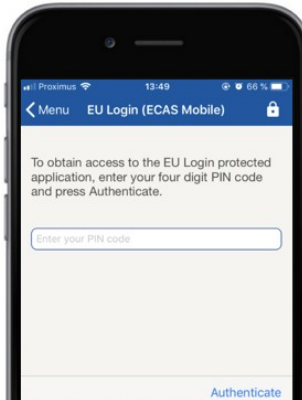 Proximus 13:49 66 %
Menu EU Login (ECAS Mobile)
To obtain access to the EU Login protected
application, enter your four digit PIN code
and press Authenticate.
Enter your PIN code
Authenticate